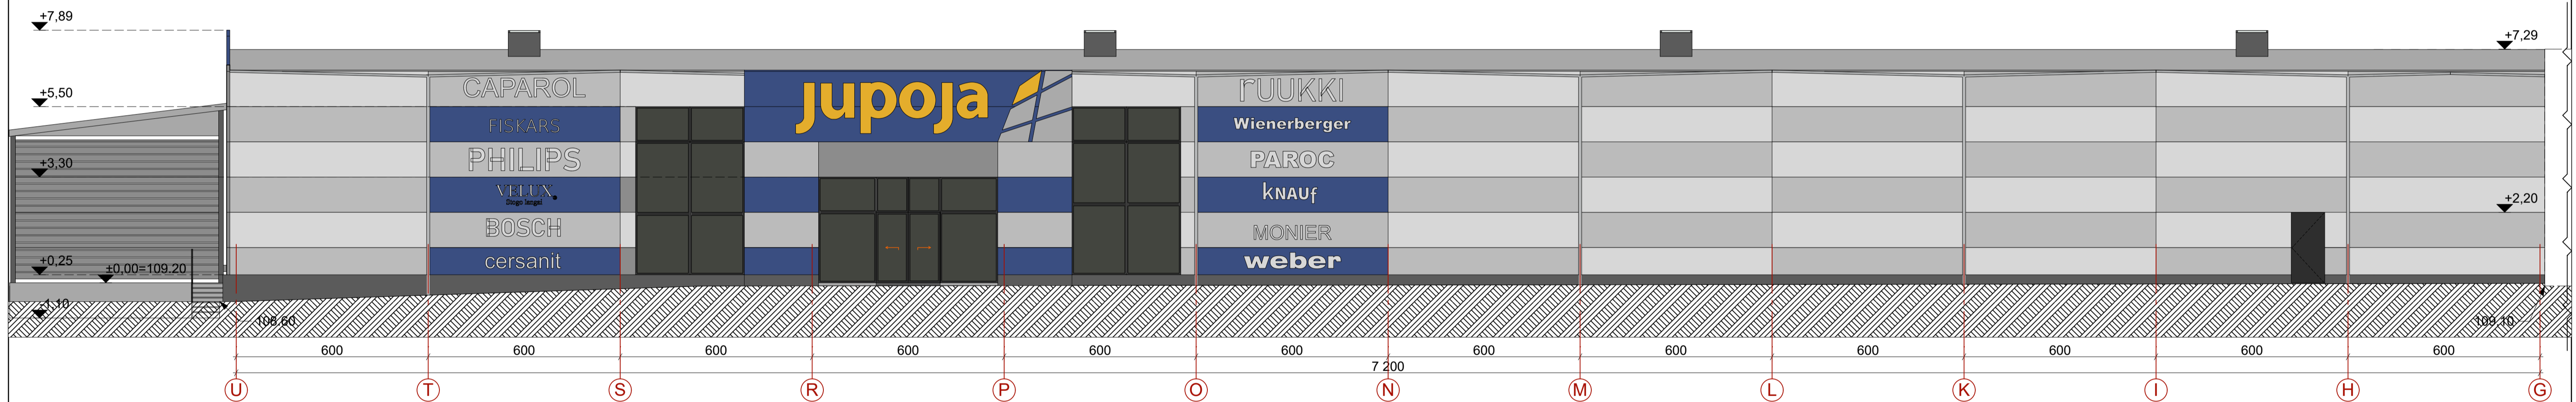 +7,89
+7,29
CAPAROL
jupoja
rUUKKI
+5,50
FISKARS
Wienerberger
+3,30
PHILIPS
PAROC
VELUX
Stogo langai
kNAUf
+2,20
BOSCH
MONIER
+0,25
±0,00=109.20
cersanit
weber
-1,10
108.60
109.10
600 600 600 600 600 600 600 600 600 600 600 600
7 200
U T S R P O N M L K I H G